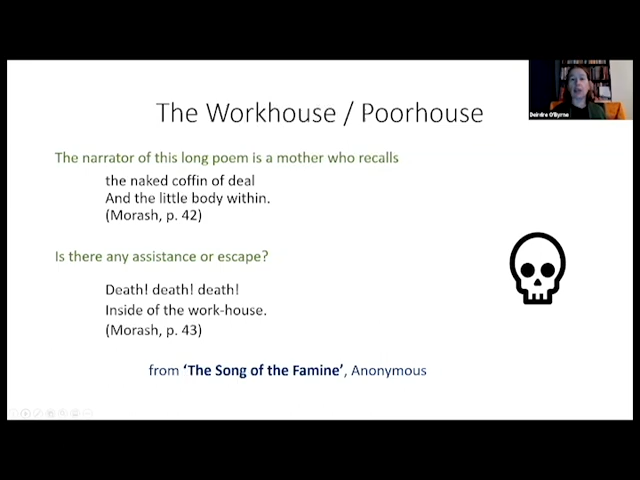 The Workhouse / Poorhouse
Deirdre O'Byrne
The narrator of this long poem is a mother who recalls
the naked coffin of deal
And the little body within.
(Morash, p. 42)
Is there any assistance or escape?
Death! death! death!
Inside of the work-house.
(Morash, p. 43)
from ‘The Song of the Famine’, Anonymous